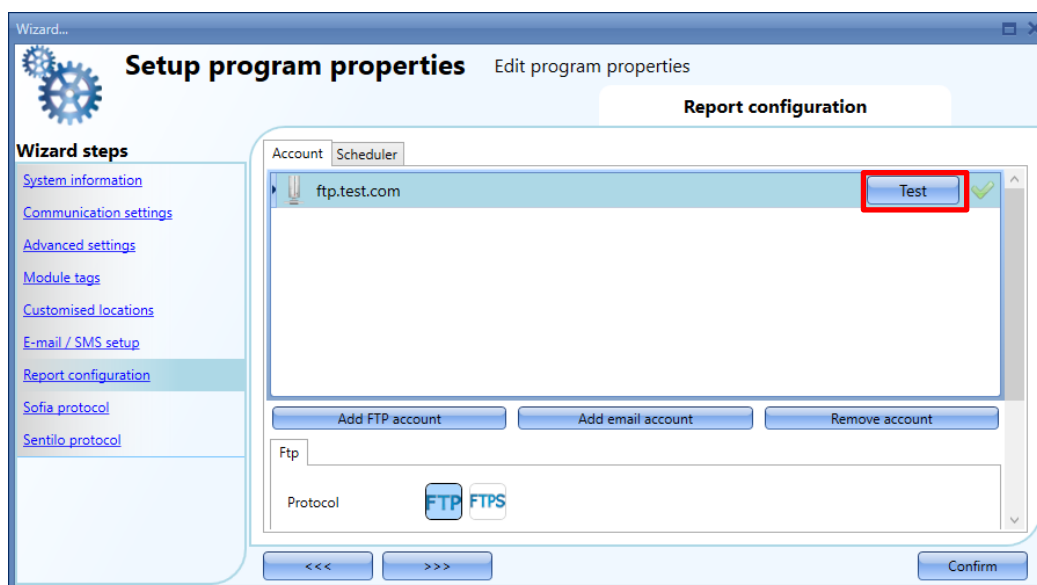 Wizard...
Setup program properties Edit program properties
Report configuration
Wizard steps
System information
Communication settings
Advanced settings
Module tags
Customised locations
E-mail / SMS setup
Report configuration
Sofia protocol
Sentilo protocol
Account Scheduler
ftp.test.com Test
Add FTP account Add email account Remove account
Ftp
Protocol FTP FTPS
<<< >>> Confirm